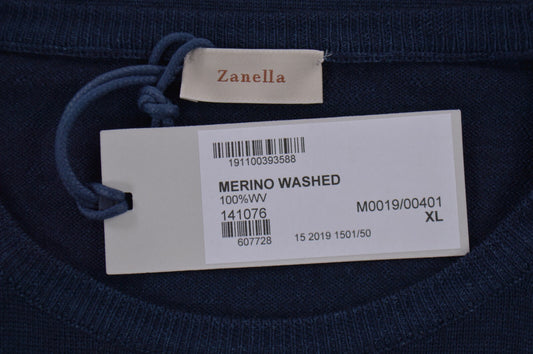 Zanella
191100393588
MERINO WASHED
100%WV
141076 M0019/00401
XL
607728 15 2019 1501/50